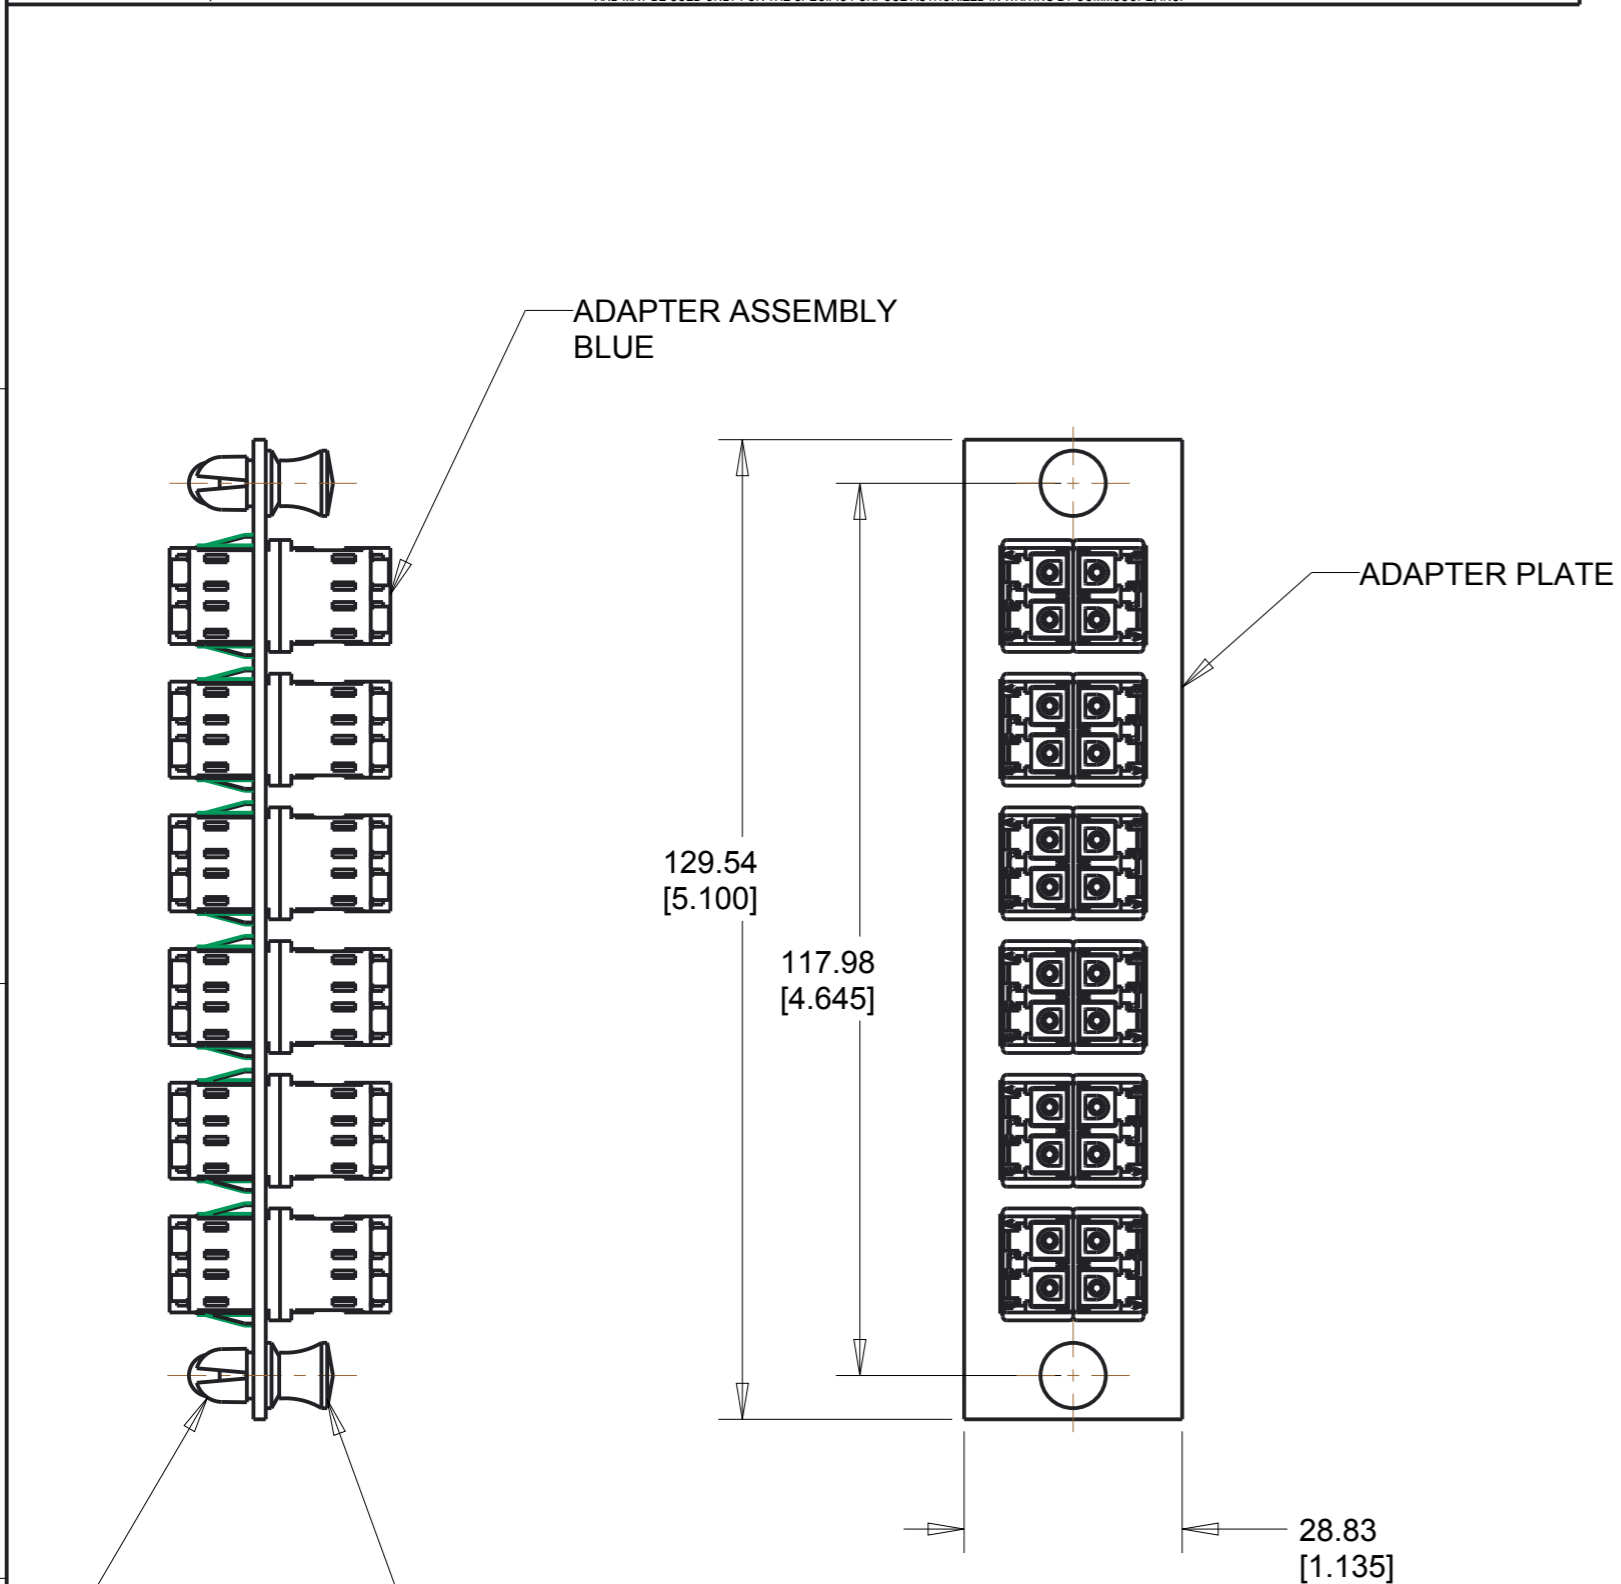 ADAPTER ASSEMBLY
BLUE
ADAPTER PLATE
129.54
[5.100]
117.98
[4.645]
28.83
[1.135]